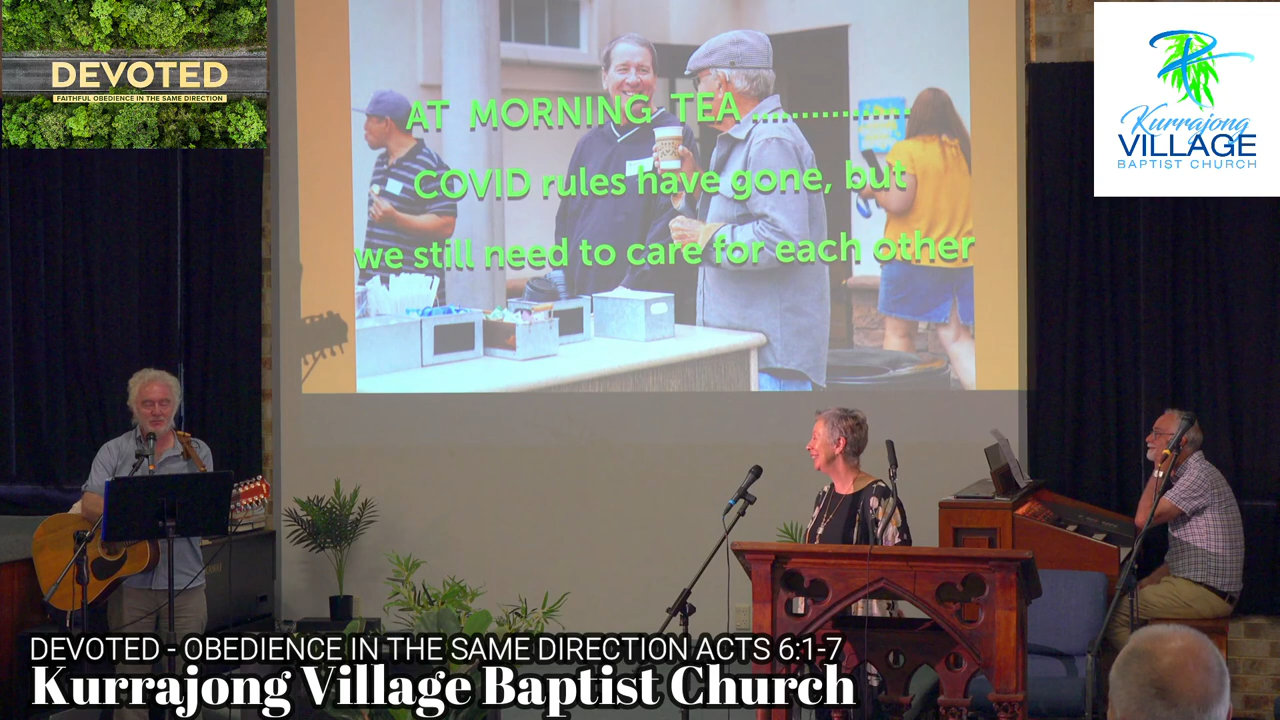 DEVOTED
FAITHFUL OBEDIENCE IN THE SAME DIRECTION
Kurrajong
VILLAGE
BAPTIST CHURCH
AT MORNING TEA ................
COVID rules have gone, but
we still need to care for each other
DEVOTED - OBEDIENCE IN THE SAME DIRECTION ACTS 6:1-7
Kurrajong Village Baptist Church